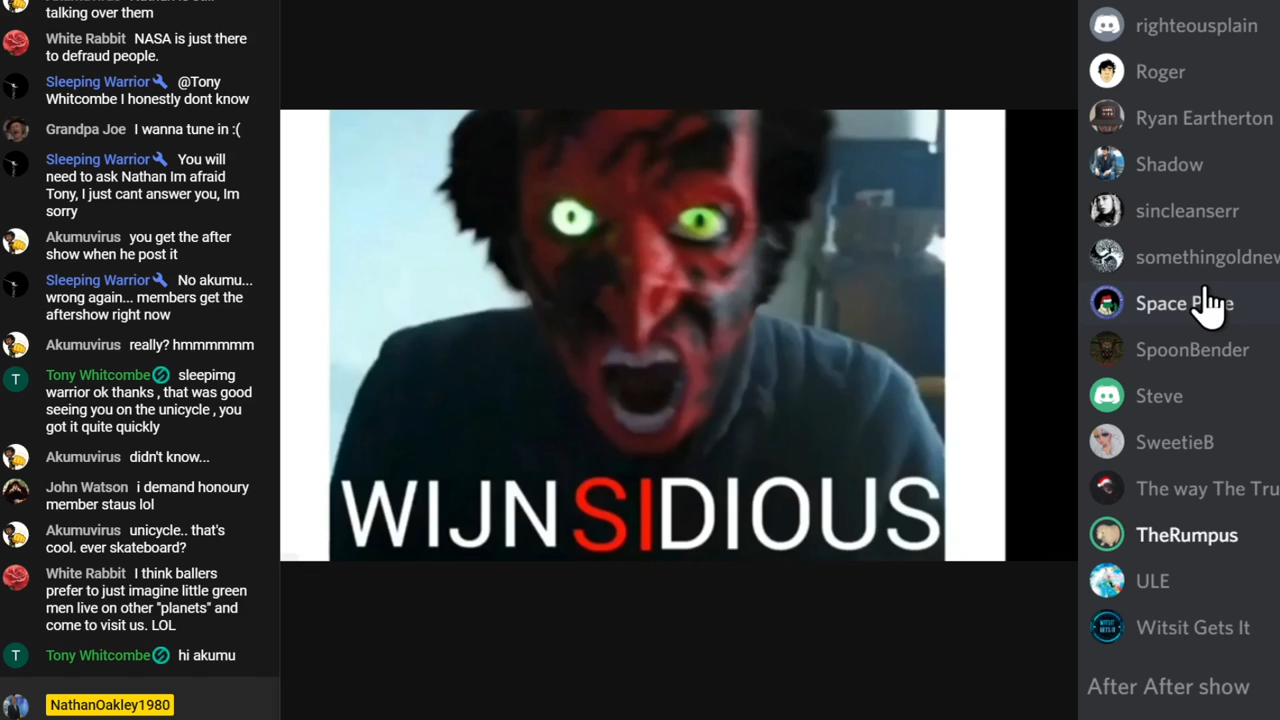 talking over them
White Rabbit NASA is just there
to defraud people.
Sleeping Warrior @Tony
Whitcombe I honestly dont know
Grandpa Joe I wanna tune in :(
Sleeping Warrior You will
need to ask Nathan Im afraid
Tony, I just cant answer you, Im
sorry
Akumuvirus you get the after
show when he post it
Sleeping Warrior No akumu...
wrong again... members get the
aftershow right now
Akumuvirus really? hmmmmmm
T Tony Whitcombe sleepimg
warrior ok thanks , that was good
seeing you on the unicycle , you
got it quite quickly
Akumuvirus didn't know...
John Watson i demand honoury
member staus lol
Akumuvirus unicycle.. that's
cool. ever skateboard?
White Rabbit I think ballers
prefer to just imagine little green
men live on other "planets" and
come to visit us. LOL
T Tony Whitcombe hi akumu
NathanOakley1980
WIJNSIDIOUS
righteousplain
Roger
Ryan Eartherton
Shadow
sincleanserr
somethingoldnew
Space
SpoonBender
Steve
SweetieB
The way The Tru
TheRumpus
ULE
WITSIT GETS IT Witsit Gets It
After After show